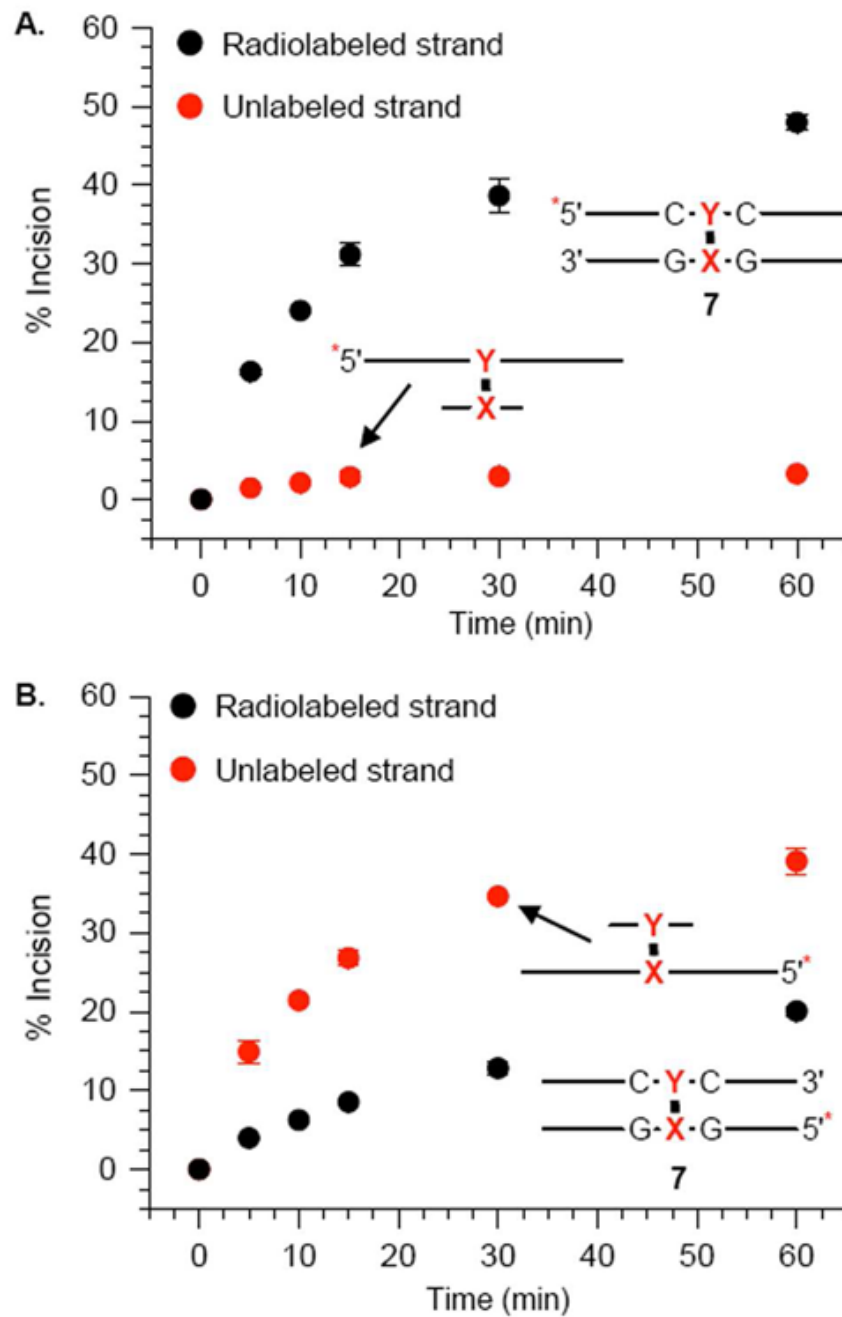 A.
60
50
40
30
20
10
0
% Incision
Radiolabeled strand
Unlabeled strand
*5' C Y C
3' G X G
7
*5' Y
X
0 10 20 30 40 50 60
Time (min)
B.
60
50
40
30
20
10
0
% Incision
Radiolabeled strand
Unlabeled strand
Y
X 5'*
C Y C 3'
G X G 5'*
7
0 10 20 30 40 50 60
Time (min)